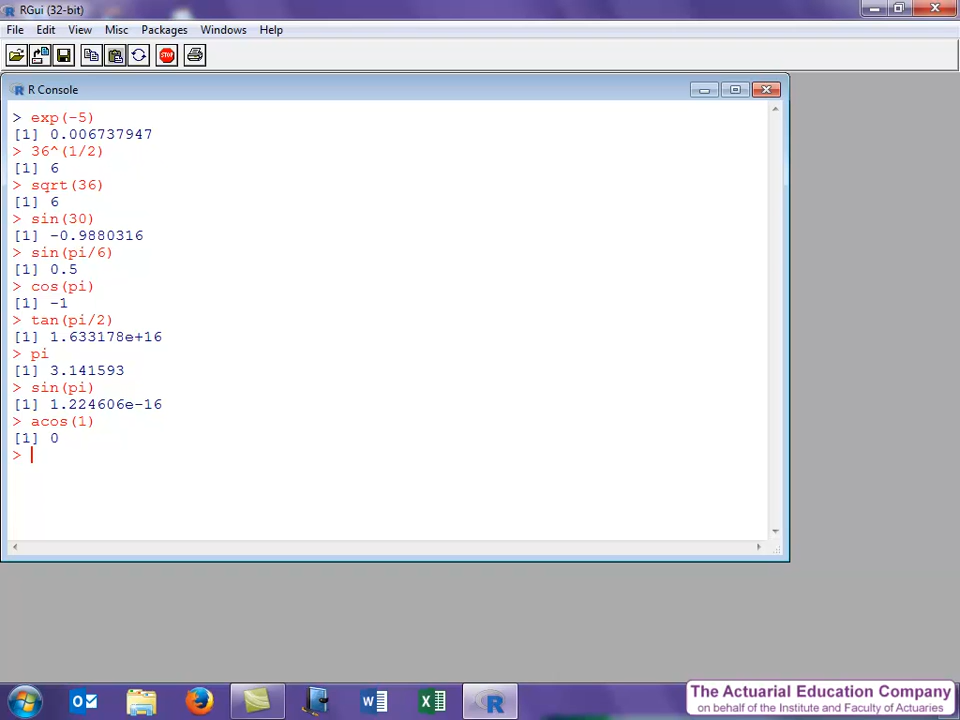 RGui (32-bit)
File Edit View Misc Packages Windows Help
STOP
R Console
> exp(-5)
[1] 0.006737947
> 36^(1/2)
[1] 6
> sqrt(36)
[1] 6
> sin(30)
[1] -0.9880316
> sin(pi/6)
[1] 0.5
> cos(pi)
[1] -1
> tan(pi/2)
[1] 1.633178e+16
> pi
[1] 3.141593
> sin(pi)
[1] 1.224606e-16
> acos(1)
[1] 0
>
The Actuarial Education Company
on behalf of the Institute and Faculty of Actuaries